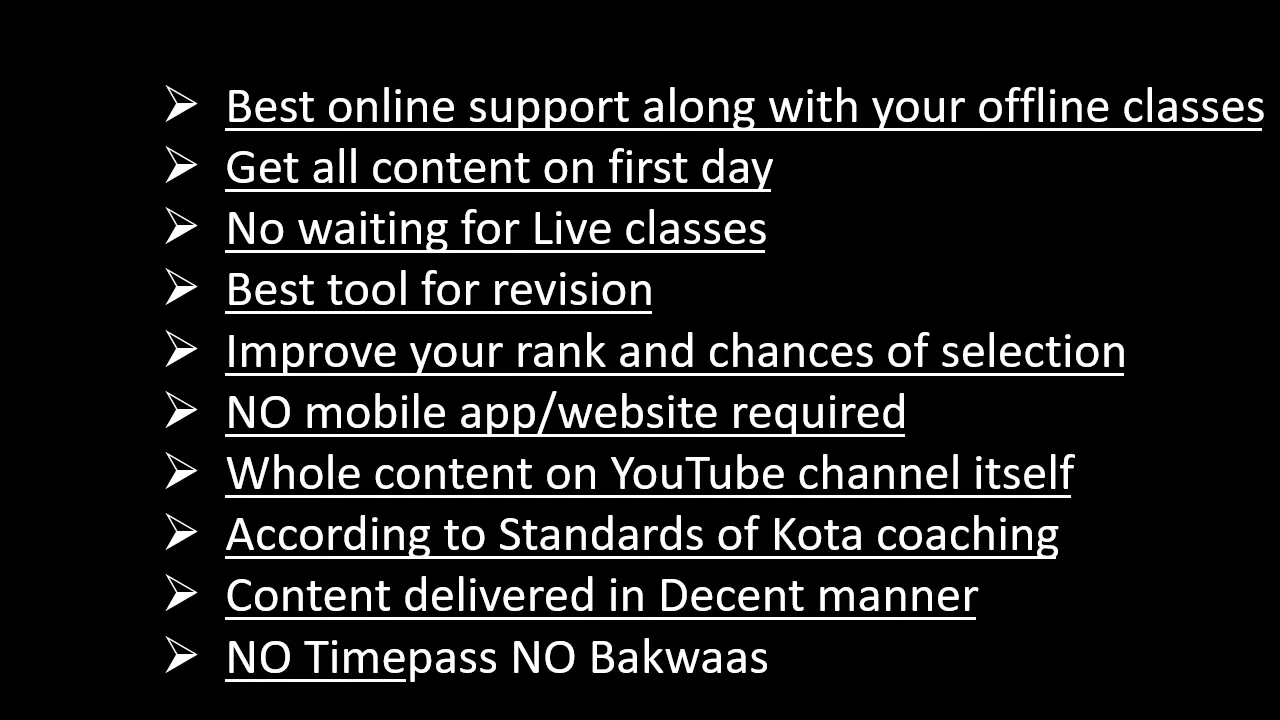 Best online support along with your offline classes
Get all content on first day
No waiting for Live classes
Best tool for revision
Improve your rank and chances of selection
NO mobile app/website required
Whole content on YouTube channel itself
According to Standards of Kota coaching
Content delivered in Decent manner
NO Timepass NO Bakwaas